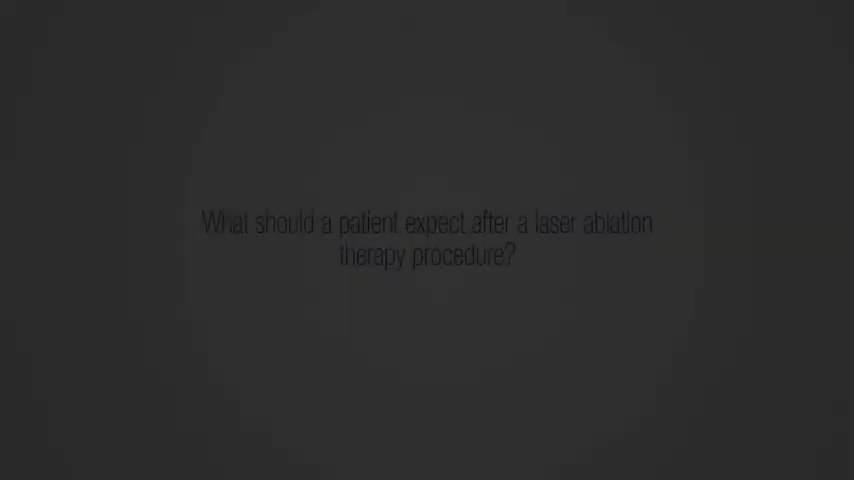 What should a patient expect after a laser ablation
therapy procedure?